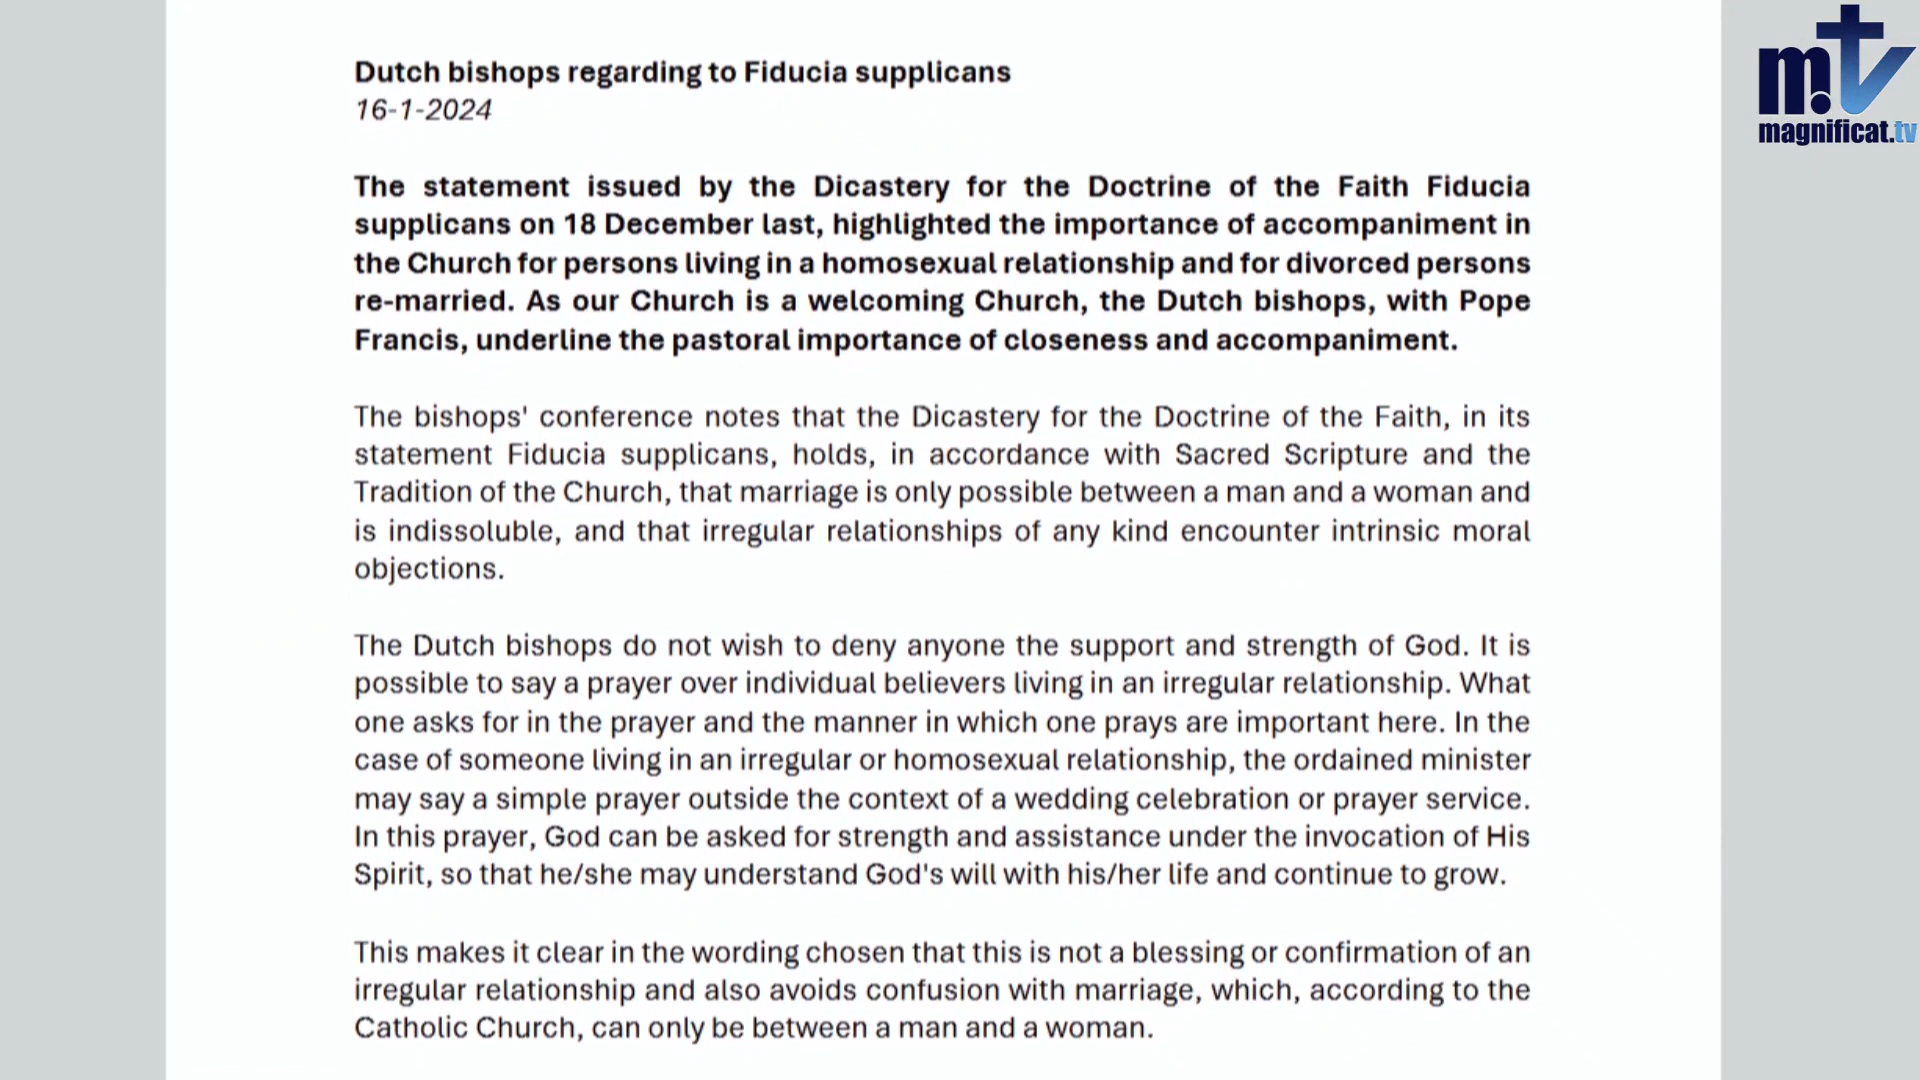 Dutch bishops regarding to Fiducia supplicans
16-1-2024
The statement issued by the Dicastery for the Doctrine of the Faith Fiducia
supplicans on 18 December last, highlighted the importance of accompaniment in
the Church for persons living in a homosexual relationship and for divorced persons
re-married. As our Church is a welcoming Church, the Dutch bishops, with Pope
Francis, underline the pastoral importance of closeness and accompaniment.
The bishops' conference notes that the Dicastery for the Doctrine of the Faith, in its
statement Fiducia supplicans, holds, in accordance with Sacred Scripture and the
Tradition of the Church, that marriage is only possible between a man and a woman and
is indissoluble, and that irregular relationships of any kind encounter intrinsic moral
objections.
The Dutch bishops do not wish to deny anyone the support and strength of God. It is
possible to say a prayer over individual believers living in an irregular relationship. What
one asks for in the prayer and the manner in which one prays are important here. In the
case of someone living in an irregular or homosexual relationship, the ordained minister
may say a simple prayer outside the context of a wedding celebration or prayer service.
In this prayer, God can be asked for strength and assistance under the invocation of His
Spirit, so that he/she may understand God's will with his/her life and continue to grow.
This makes it clear in the wording chosen that this is not a blessing or confirmation of an
irregular relationship and also avoids confusion with marriage, which, according to the
Catholic Church, can only be between a man and a woman.
m.tv
magnificat.tv